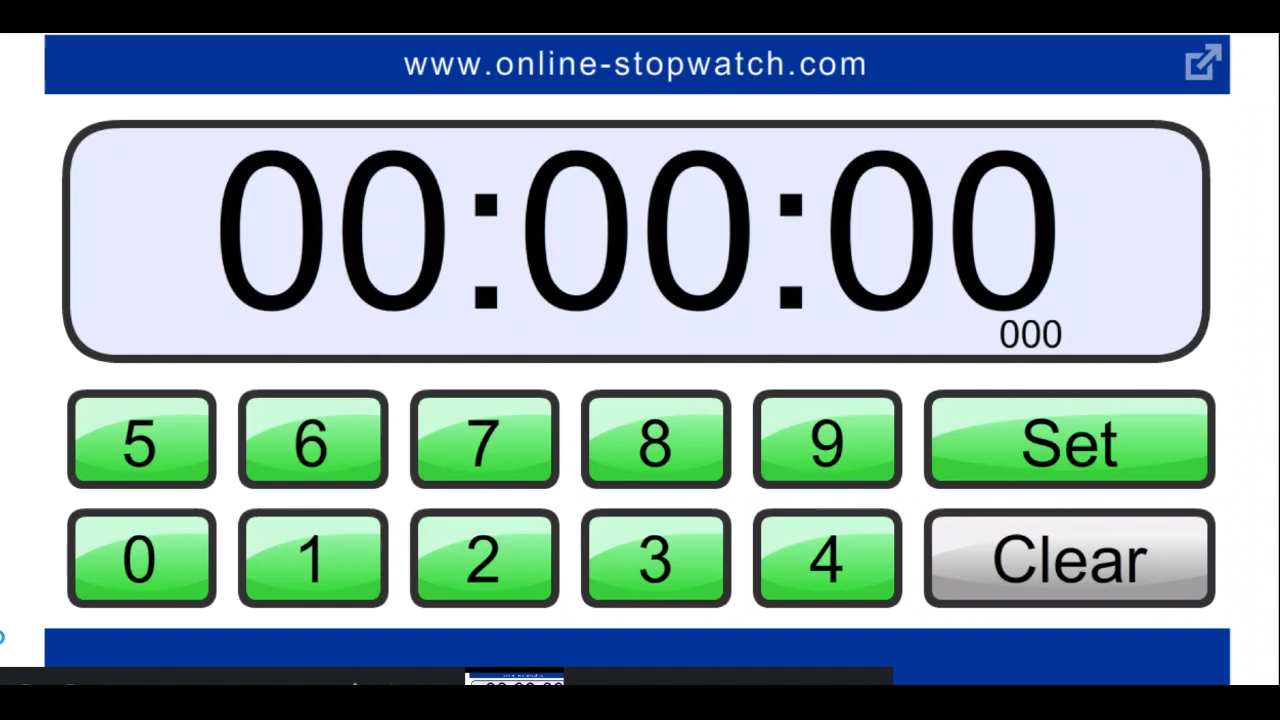 www.online-stopwatch.com
00:00:00
000
5 6 7 8 9 Set
0 1 2 3 4 Clear